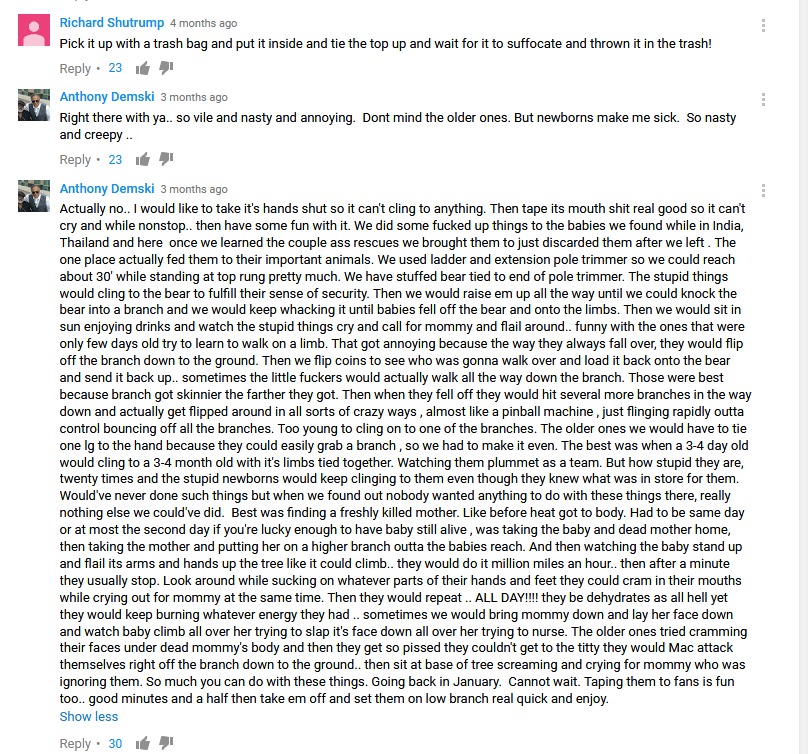 Richard Shutrump 4 months ago
Pick it up with a trash bag and put it inside and tie the top up and wait for it to suffocate and thrown it in the trash!
Reply • 23
Anthony Demski 3 months ago
Right there with ya.. so vile and nasty and annoying. Dont mind the older ones. But newborns make me sick. So nasty
and creepy ..
Reply • 23
Anthony Demski 3 months ago
Actually no.. I would like to take it's hands shut so it can't cling to anything. Then tape its mouth shit real good so it can't
cry and while nonstop.. then have some fun with it. We did some fucked up things to the babies we found while in India,
Thailand and here once we learned the couple ass rescues we brought them to just discarded them after we left . The
one place actually fed them to their important animals. We used ladder and extension pole trimmer so we could reach
about 30' while standing at top rung pretty much. We have stuffed bear tied to end of pole trimmer. The stupid things
would cling to the bear to fulfill their sense of security. Then we would raise em up all the way until we could knock the
bear into a branch and we would keep whacking it until babies fell off the bear and onto the limbs. Then we would sit in
sun enjoying drinks and watch the stupid things cry and call for mommy and flail around.. funny with the ones that were
only few days old try to learn to walk on a limb. That got annoying because the way they always fall over, they would flip
off the branch down to the ground. Then we flip coins to see who was gonna walk over and load it back onto the bear
and send it back up.. sometimes the little fuckers would actually walk all the way down the branch. Those were best
because branch got skinnier the farther they got. Then when they fell off they would hit several more branches in the way
down and actually get flipped around in all sorts of crazy ways , almost like a pinball machine , just flinging rapidly outta
control bouncing off all the branches. Too young to cling on to one of the branches. The older ones we would have to tie
one lg to the hand because they could easily grab a branch , so we had to make it even. The best was when a 3-4 day old
would cling to a 3-4 month old with it's limbs tied together. Watching them plummet as a team. But how stupid they are,
twenty times and the stupid newborns would keep clinging to them even though they knew what was in store for them.
Would've never done such things but when we found out nobody wanted anything to do with these things there, really
nothing else we could've did. Best was finding a freshly killed mother. Like before heat got to body. Had to be same day
or at most the second day if you're lucky enough to have baby still alive , was taking the baby and dead mother home,
then taking the mother and putting her on a higher branch outta the babies reach. And then watching the baby stand up
and flail its arms and hands up the tree like it could climb.. they would do it million miles an hour.. then after a minute
they usually stop. Look around while sucking on whatever parts of their hands and feet they could cram in their mouths
while crying out for mommy at the same time. Then they would repeat .. ALL DAY!!!! they be dehydrates as all hell yet
they would keep burning whatever energy they had .. sometimes we would bring mommy down and lay her face down
and watch baby climb all over her trying to slap it's face down all over her trying to nurse. The older ones tried cramming
their faces under dead mommy's body and then they get so pissed they couldn't get to the titty they would Mac attack
themselves right off the branch down to the ground.. then sit at base of tree screaming and crying for mommy who was
ignoring them. So much you can do with these things. Going back in January. Cannot wait. Taping them to fans is fun
too.. good minutes and a half then take em off and set them on low branch real quick and enjoy.
Show less
Reply • 30